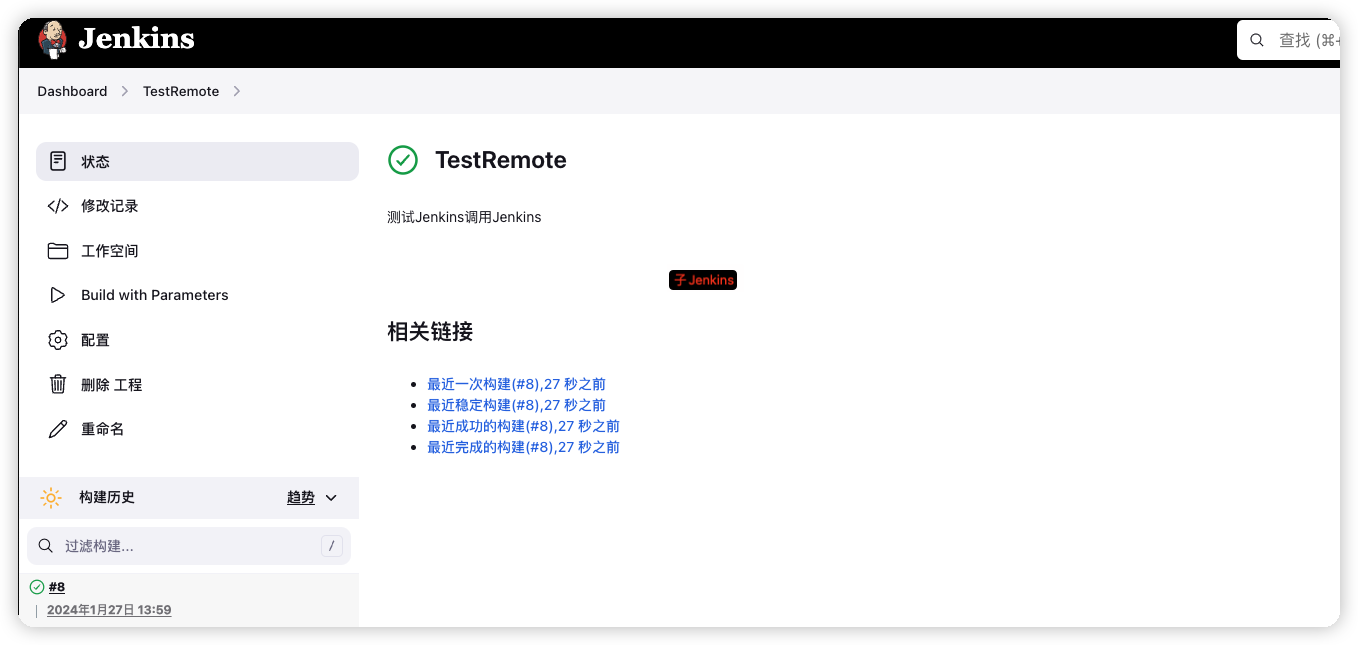 Jenkins
查找 (⌘+
Dashboard
TestRemote
状态
修改记录
工作空间
Build with Parameters
配置
删除 工程
重命名
构建历史
趋势
过滤构建...
/
#8
2024年1月27日 13:59
TestRemote
测试Jenkins调用Jenkins
子 Jenkins
相关链接
最近一次构建(#8),27 秒之前
最近稳定构建(#8),27 秒之前
最近成功的构建(#8),27 秒之前
最近完成的构建(#8),27 秒之前